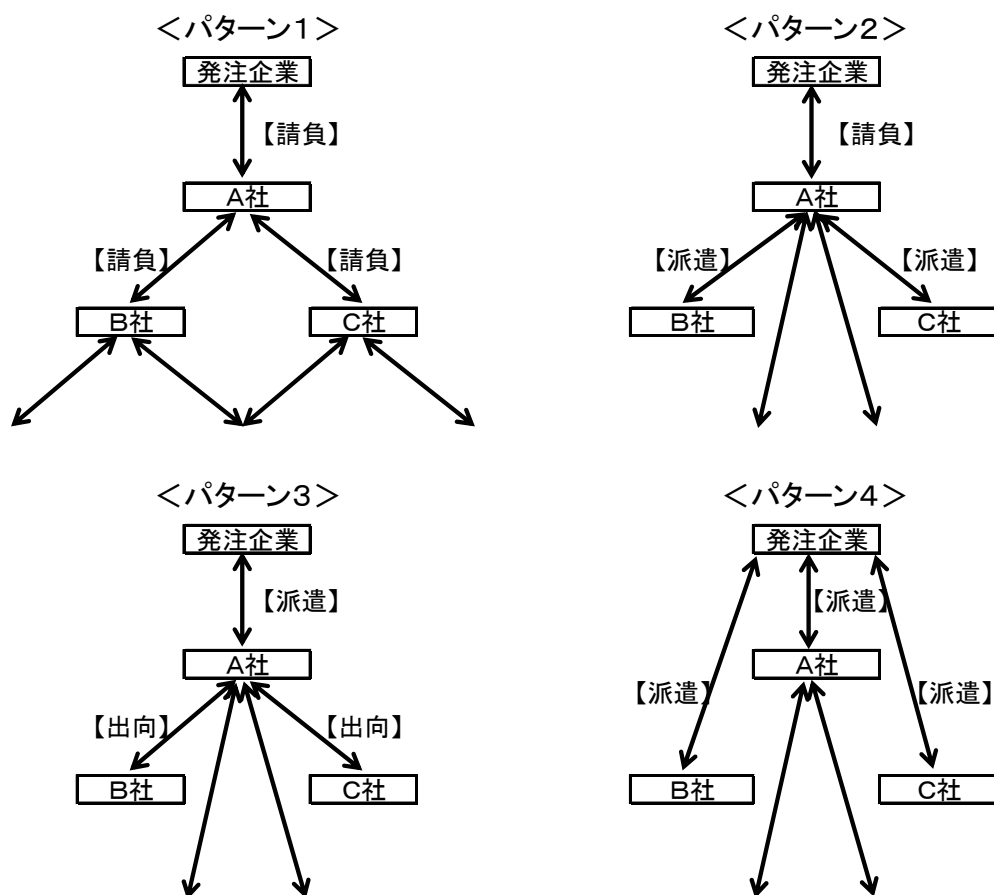 ＜パターン１＞
発注企業
【請負】
Ａ社
【請負】
【請負】
Ｂ社
Ｃ社
＜パターン２＞
発注企業
【請負】
Ａ社
【派遣】
【派遣】
Ｂ社
Ｃ社
＜パターン３＞
発注企業
【派遣】
Ａ社
【出向】
【出向】
Ｂ社
Ｃ社
＜パターン４＞
発注企業
【派遣】
Ａ社
【派遣】
【派遣】
Ｂ社
Ｃ社